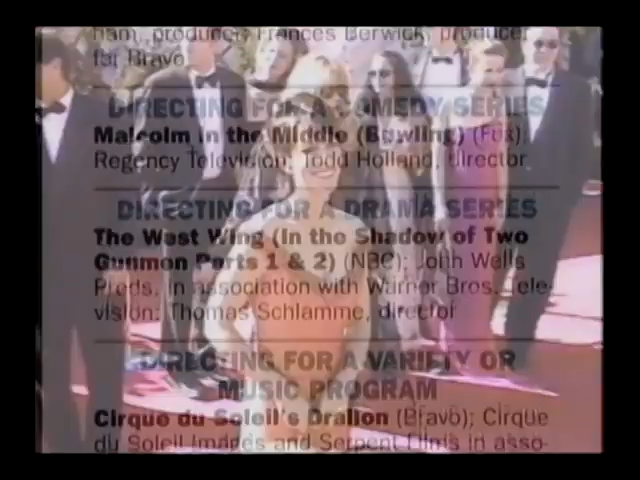 ham, producer; Frances Berwick, producer
for Bravo
DIRECTING FOR A COMEDY SERIES
Malcolm in the Middle (Bowling) (Fox);
Regency Television; Todd Holland, director
DIRECTING FOR A DRAMA SERIES
The West Wing (In the Shadow of Two
Gunmen Parts 1 & 2) (NBC); John Wells
Prods. in association with Warner Bros. Tele-
vision; Thomas Schlamme, director
DIRECTING FOR A VARIETY OR
MUSIC PROGRAM
Cirque du Soleil's Dralion (Bravo); Cirque
du Soleil Images and Serpent Films in asso-